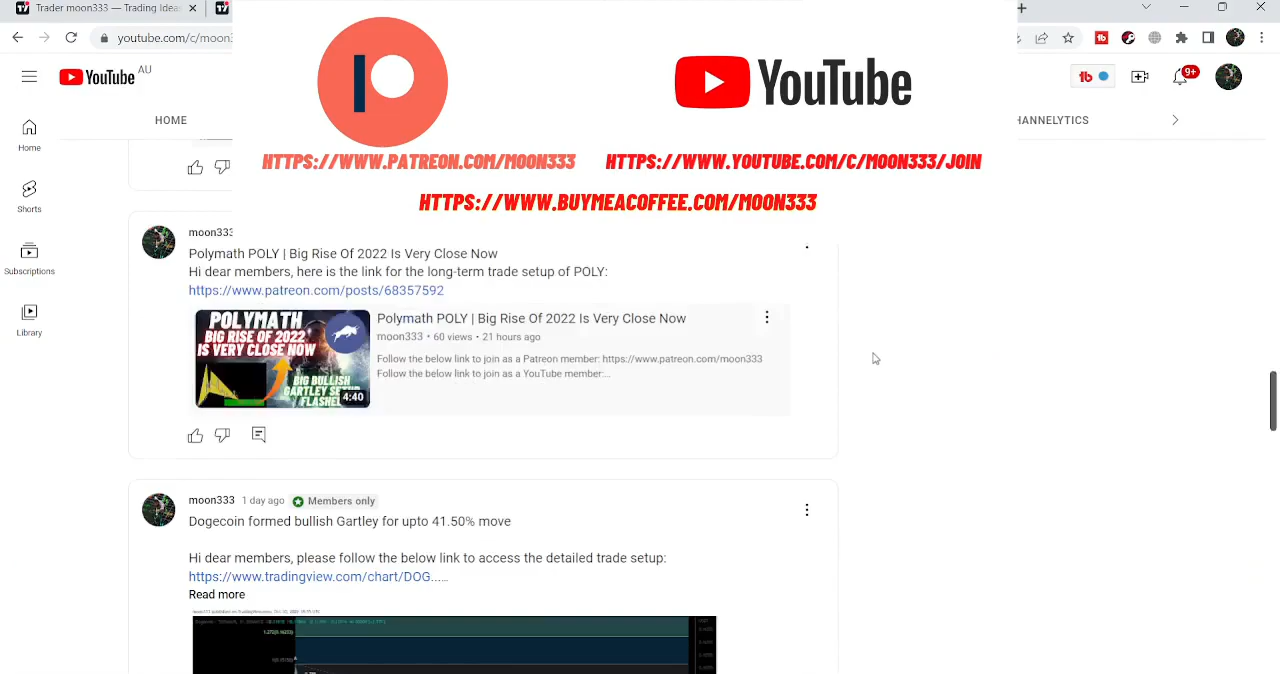 Trader moon333 — Trading Ideas
youtube.com/c/moon3
YouTube
YouTube AU
9+
HOME
HANNELYTICS
HTTPS://WWW.PATREON.COM/MOON333
HTTPS://WWW.YOUTUBE.COM/C/MOON333/JOIN
HTTPS://WWW.BUYMEACOFFEE.COM/MOON333
Home
Shorts
Subscriptions
Library
moon333
Polymath POLY | Big Rise Of 2022 Is Very Close Now
Hi dear members, here is the link for the long-term trade setup of POLY:
https://www.patreon.com/posts/68357592
POLYMATH
BIG RISE OF 2022
IS VERY CLOSE NOW
BIG BULLISH
GARTLEY SETUP
FLASHE
4:40
Polymath POLY | Big Rise Of 2022 Is Very Close Now
moon333 • 60 views • 21 hours ago
Follow the below link to join as a Patreon member: https://www.patreon.com/moon333
Follow the below link to join as a YouTube member:...
moon333 1 day ago Members only
Dogecoin formed bullish Gartley for upto 41.50% move
Hi dear members, please follow the below link to access the detailed trade setup:
https://www.tradingview.com/chart/DOG...…
Read more